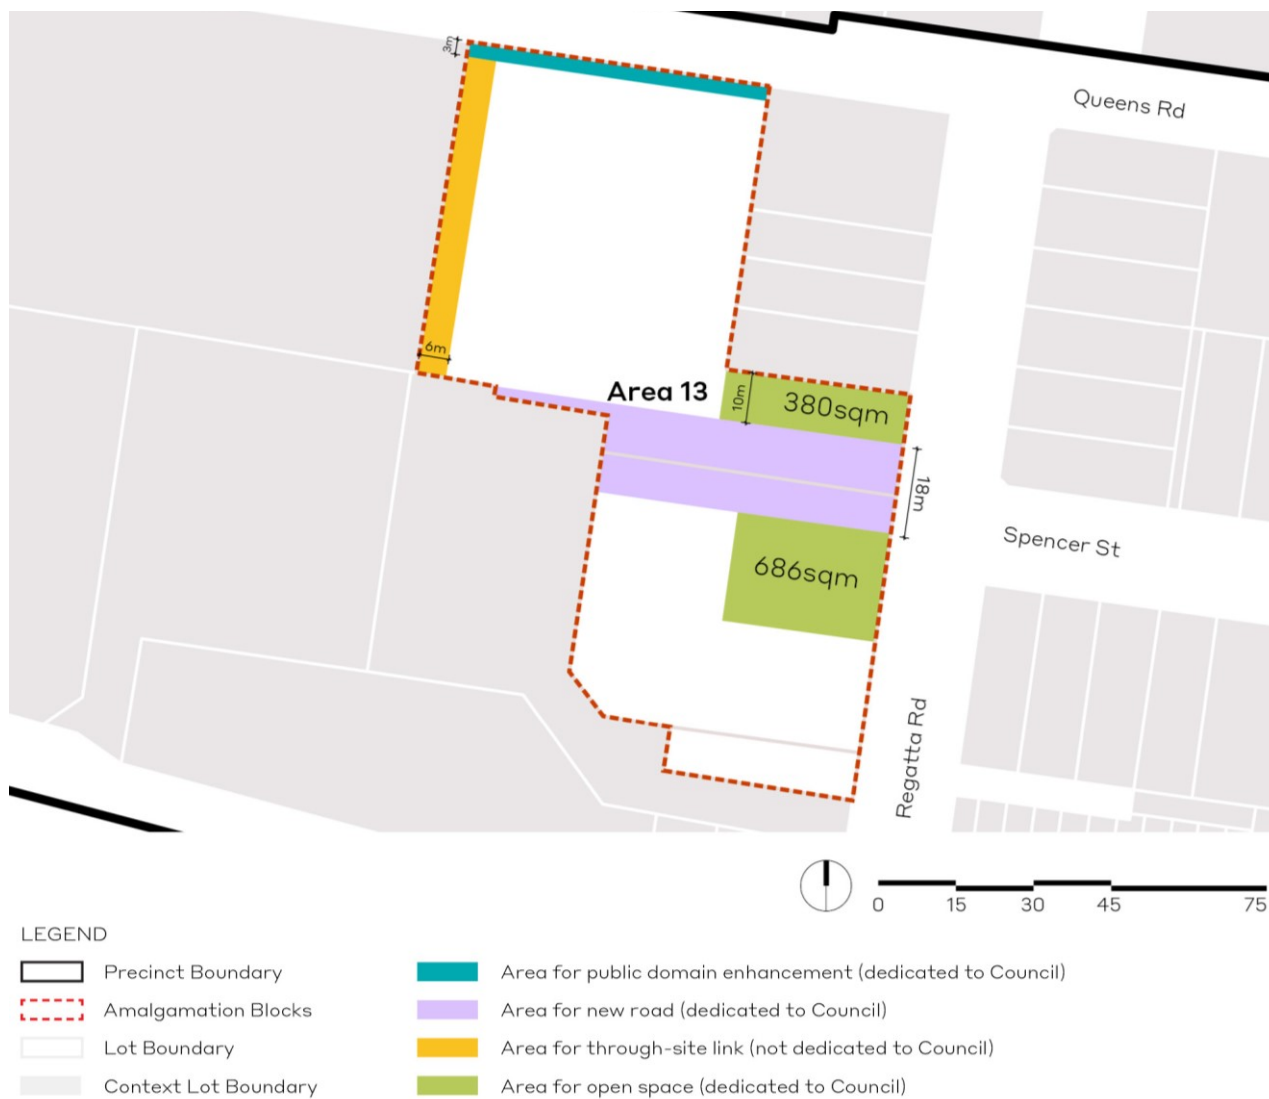 3m
Queens Rd
6m
Area 13
10m
380sqm
18m
Spencer St
686sqm
Regatta Rd
0 15 30 45 75
LEGEND
Precinct Boundary
Amalgamation Blocks
Lot Boundary
Context Lot Boundary
Area for public domain enhancement (dedicated to Council)
Area for new road (dedicated to Council)
Area for through-site link (not dedicated to Council)
Area for open space (dedicated to Council)